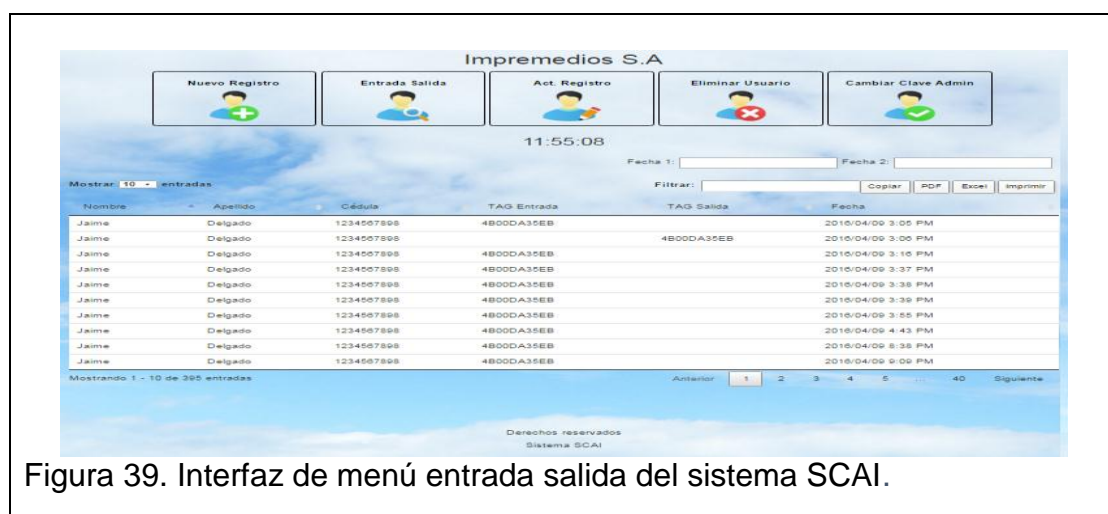 Impremedios S.A
Nuevo Registro Entrada Salida Act. Registro Eliminar Usuario Cambiar Clave Admin
11:55:08
Fecha 1: Fecha 2:
Mostrar 10 entradas Filtrar: Copiar PDF Excel Imprimir
Nombre Apellido Cédula TAG Entrada TAG Salida Fecha
Jaime Delgado 1234567898 4B00DA35EB 2016/04/09 3:05 PM
Jaime Delgado 1234567898 4B00DA35EB 2016/04/09 3:06 PM
Jaime Delgado 1234567898 4B00DA35EB 2016/04/09 3:16 PM
Jaime Delgado 1234567898 4B00DA35EB 2016/04/09 3:37 PM
Jaime Delgado 1234567898 4B00DA35EB 2016/04/09 3:38 PM
Jaime Delgado 1234567898 4B00DA35EB 2016/04/09 3:39 PM
Jaime Delgado 1234567898 4B00DA35EB 2016/04/09 3:55 PM
Jaime Delgado 1234567898 4B00DA35EB 2016/04/09 4:43 PM
Jaime Delgado 1234567898 4B00DA35EB 2016/04/09 8:38 PM
Jaime Delgado 1234567898 4B00DA35EB 2016/04/09 9:09 PM
Mostrando 1 - 10 de 395 entradas Anterior 1 2 3 4 5 ... 40 Siguiente
Derechos reservados
Sistema SCAI
Figura 39. Interfaz de menú entrada salida del sistema SCAI.